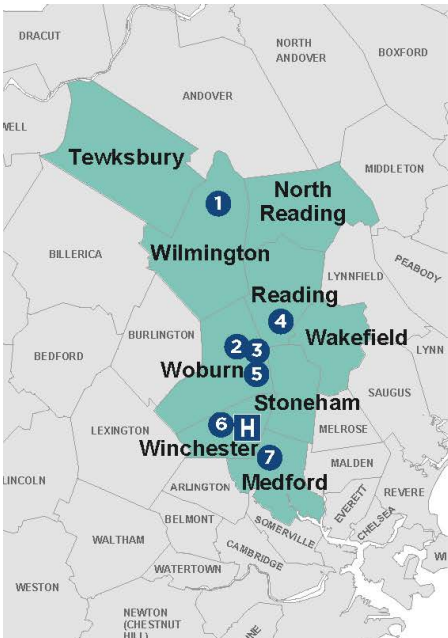 DRACUT
NORTH
ANDOVER
BOXFORD
ANDOVER
WELL
Tewksbury
MIDDLETON
1
North
Reading
BILLERICA
Wilmington
PEABODY
LYNNFIELD
Reading
4
BURLINGTON
Wakefield
2
3
LYNN
BEDFORD
Woburn
5
SAUGUS
Stoneham
6
H
LEXINGTON
MELROSE
Winchester
7
MALDEN
LINCOLN
Medford
ARLINGTON
REVERE
EVERETT
CHELSEA
BELMONT
SOMERVILLE
WALTHAM
CAMBRIDGE
WATERTOWN
WI
WESTON
NEWTON
(CHESTNUT
HILL)